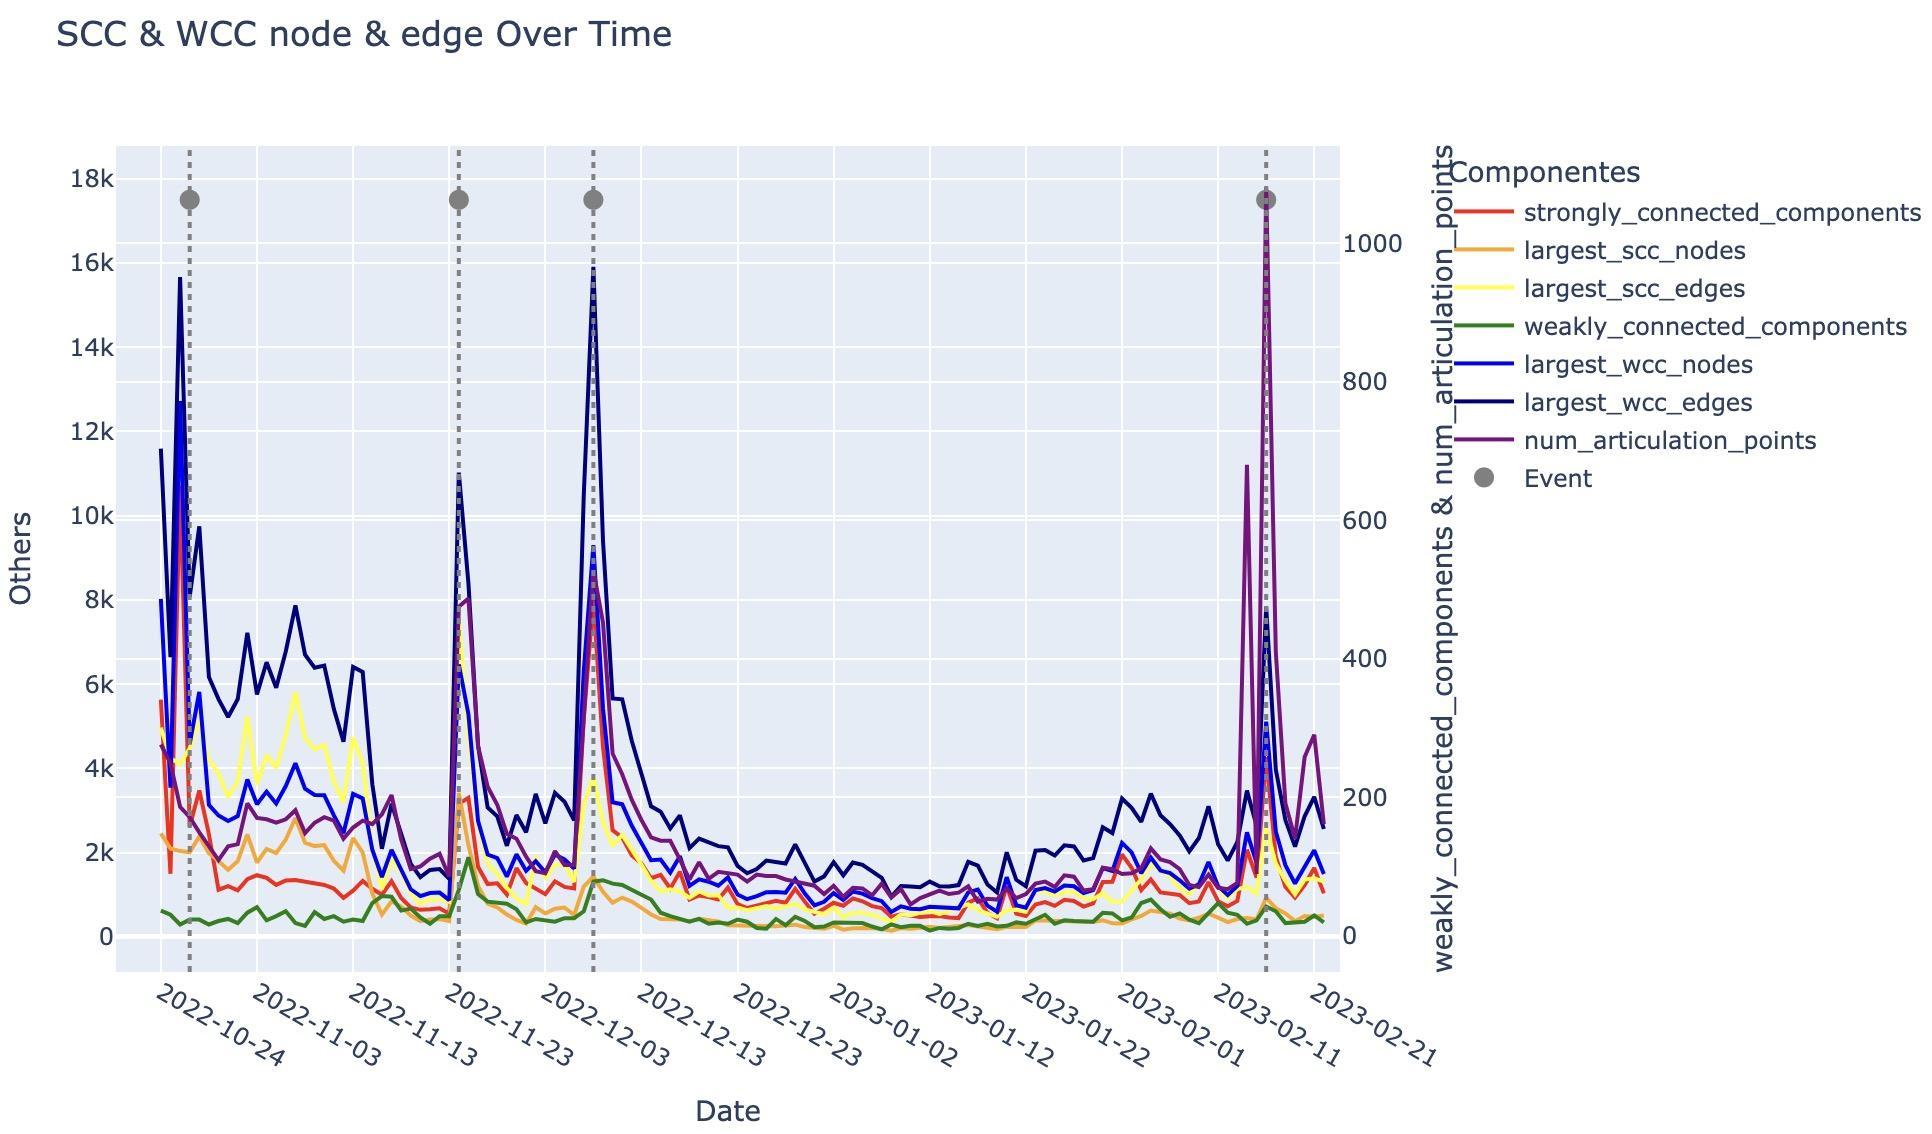 SCC & WCC node & edge Over Time
18k
16k
14k
12k
10k
8k
6k
4k
2k
0
Others
1000
800
600
400
200
0
weakly_connected_components & num_articulation_points
2022-10-24
2022-11-03
2022-11-13
2022-11-23
2022-12-03
2022-12-13
2022-12-23
2023-01-02
2023-01-12
2023-01-22
2023-02-01
2023-02-11
2023-02-21
Date
Componentes
strongly_connected_components
largest_scc_nodes
largest_scc_edges
weakly_connected_components
largest_wcc_nodes
largest_wcc_edges
num_articulation_points
Event